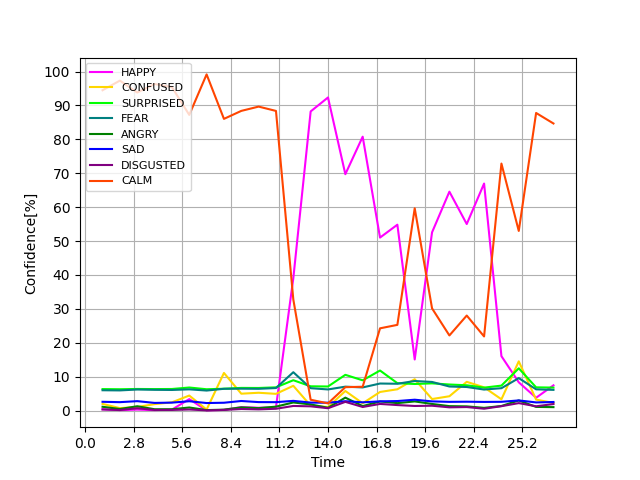 100
90
80
70
60
50
40
30
20
10
0
Confidence[%]
HAPPY
CONFUSED
SURPRISED
FEAR
ANGRY
SAD
DISGUSTED
CALM
0.0 2.8 5.6 8.4 11.2 14.0 16.8 19.6 22.4 25.2
Time